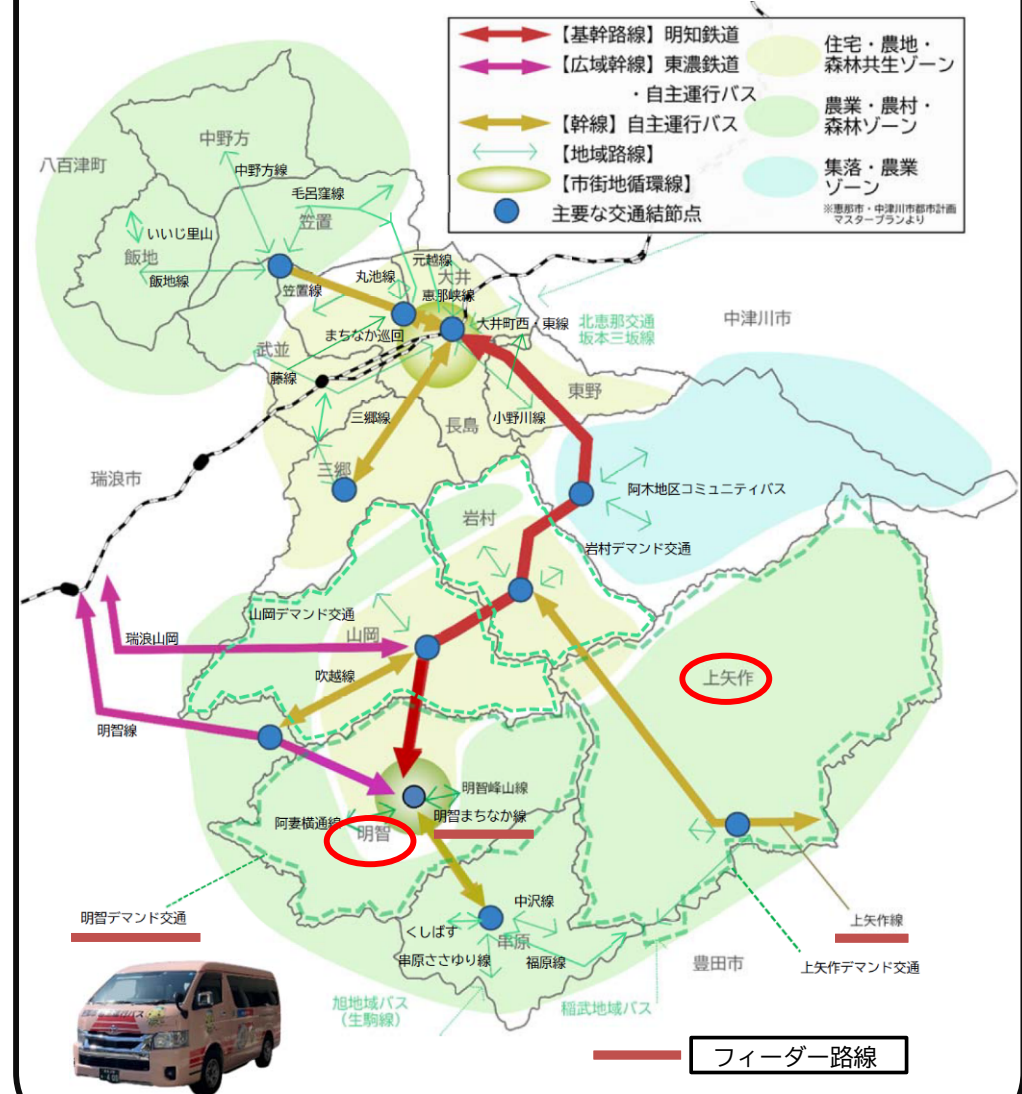 【基幹路線】明知鉄道
【広域幹線】東濃鉄道
・自主運行バス
【幹線】自主運行バス
【地域路線】
【市街地循環線】
主要な交通結節点
住宅・農地・
森林共生ゾーン
農業・農村・
森林ゾーン
集落・農業
ゾーン
※恵那市・中津川市都市計画
マスタープランより
中野方
八百津町
中野方線
毛呂窪線
笠置
いいじ里山
飯地
飯地線
元越線
丸池線
大井
笠置線
恵那峡線
大井町西・東線
北恵那交通
坂本三坂線
中津川市
まちなか巡回
武並
藤線
東野
三郷線
長島
小野川線
三郷
瑞浪市
阿木地区コミュニティバス
岩村
岩村デマンド交通
山岡デマンド交通
山岡
瑞浪山岡
上矢作
吹越線
明智線
明智峰山線
阿妻横通線
明智まちなか線
明智
中沢線
明智デマンド交通
くしばす
上矢作線
串原
串原ささゆり線
福原線
豊田市
上矢作デマンド交通
旭地域バス
（生駒線）
稲武地域バス
フィーダー路線